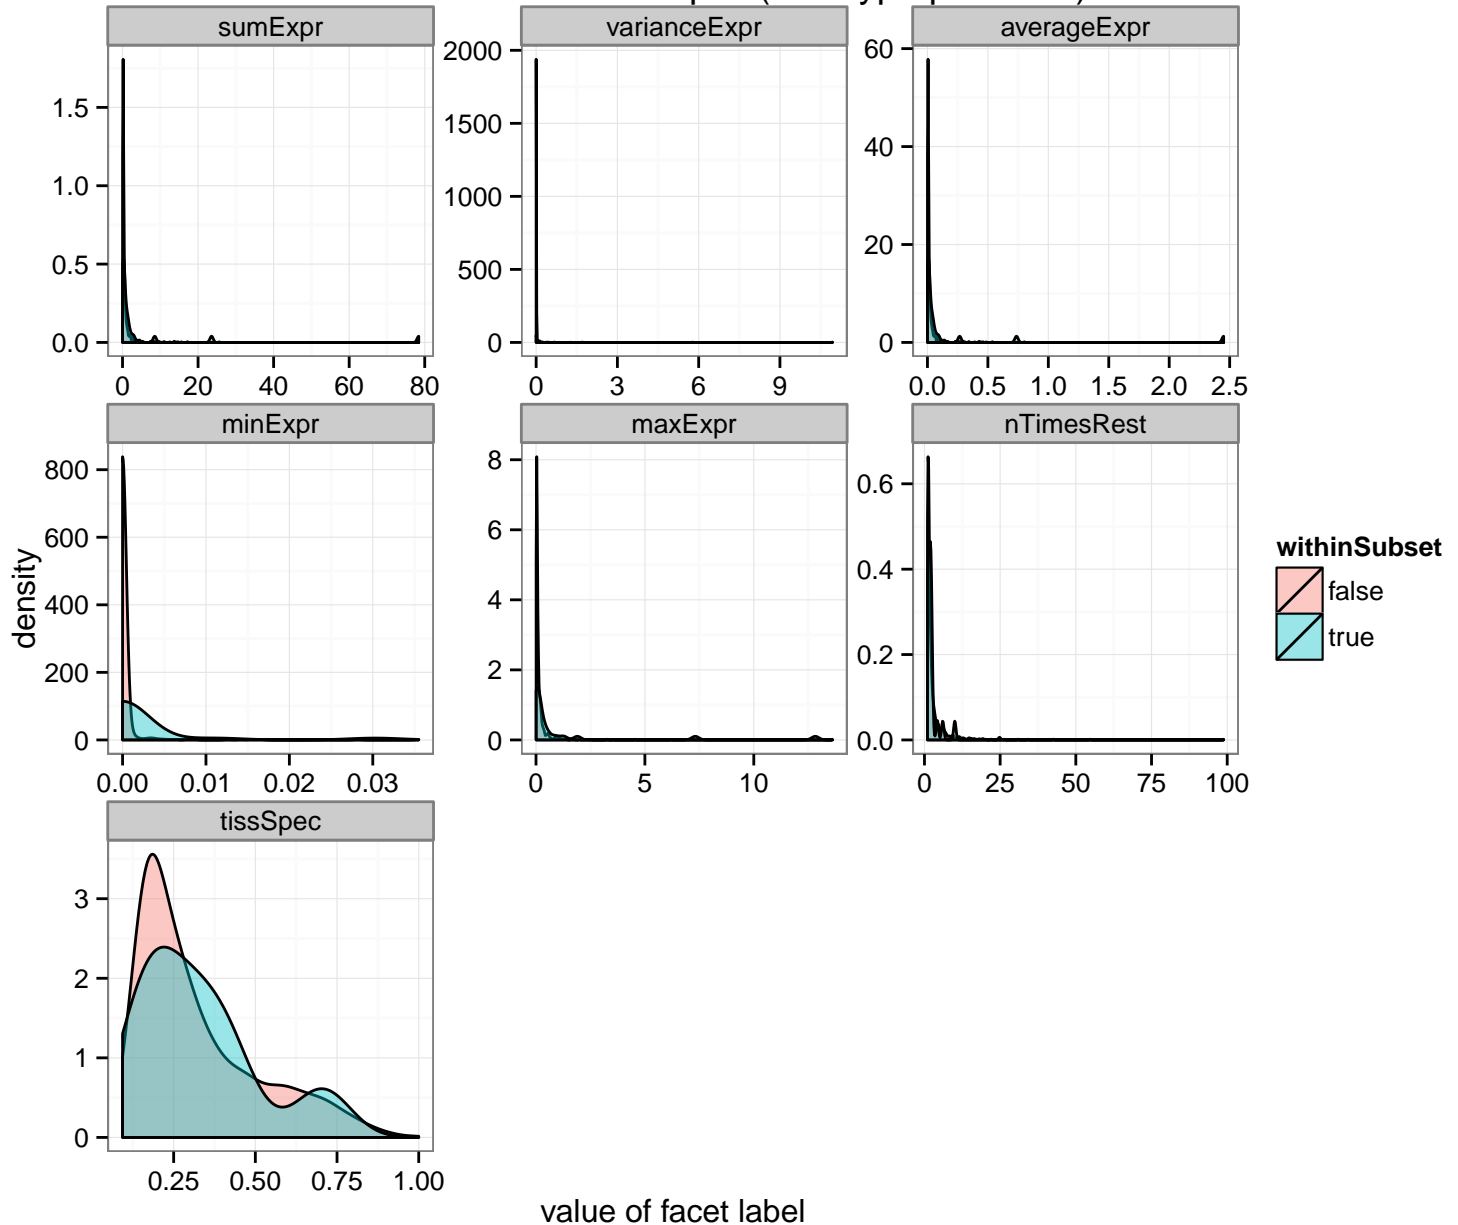 sumExpr varianceExpr averageExpr
2000 60
1.5 1500 40
1.0 1000
0.5 500 20
0.0 0 0
0 20 40 60 80 0 3 6 9 0.0 0.5 1.0 1.5 2.0 2.5
minExpr maxExpr nTimesRest
800 8 0.6
600 6
400 4 0.4
200 2 0.2
0 0 0.0
0.00 0.01 0.02 0.03 0 5 10 0 25 50 75 100
density
withinSubset
false
true
tissSpec
3
2
1
0
0.25 0.50 0.75 1.00
value of facet label